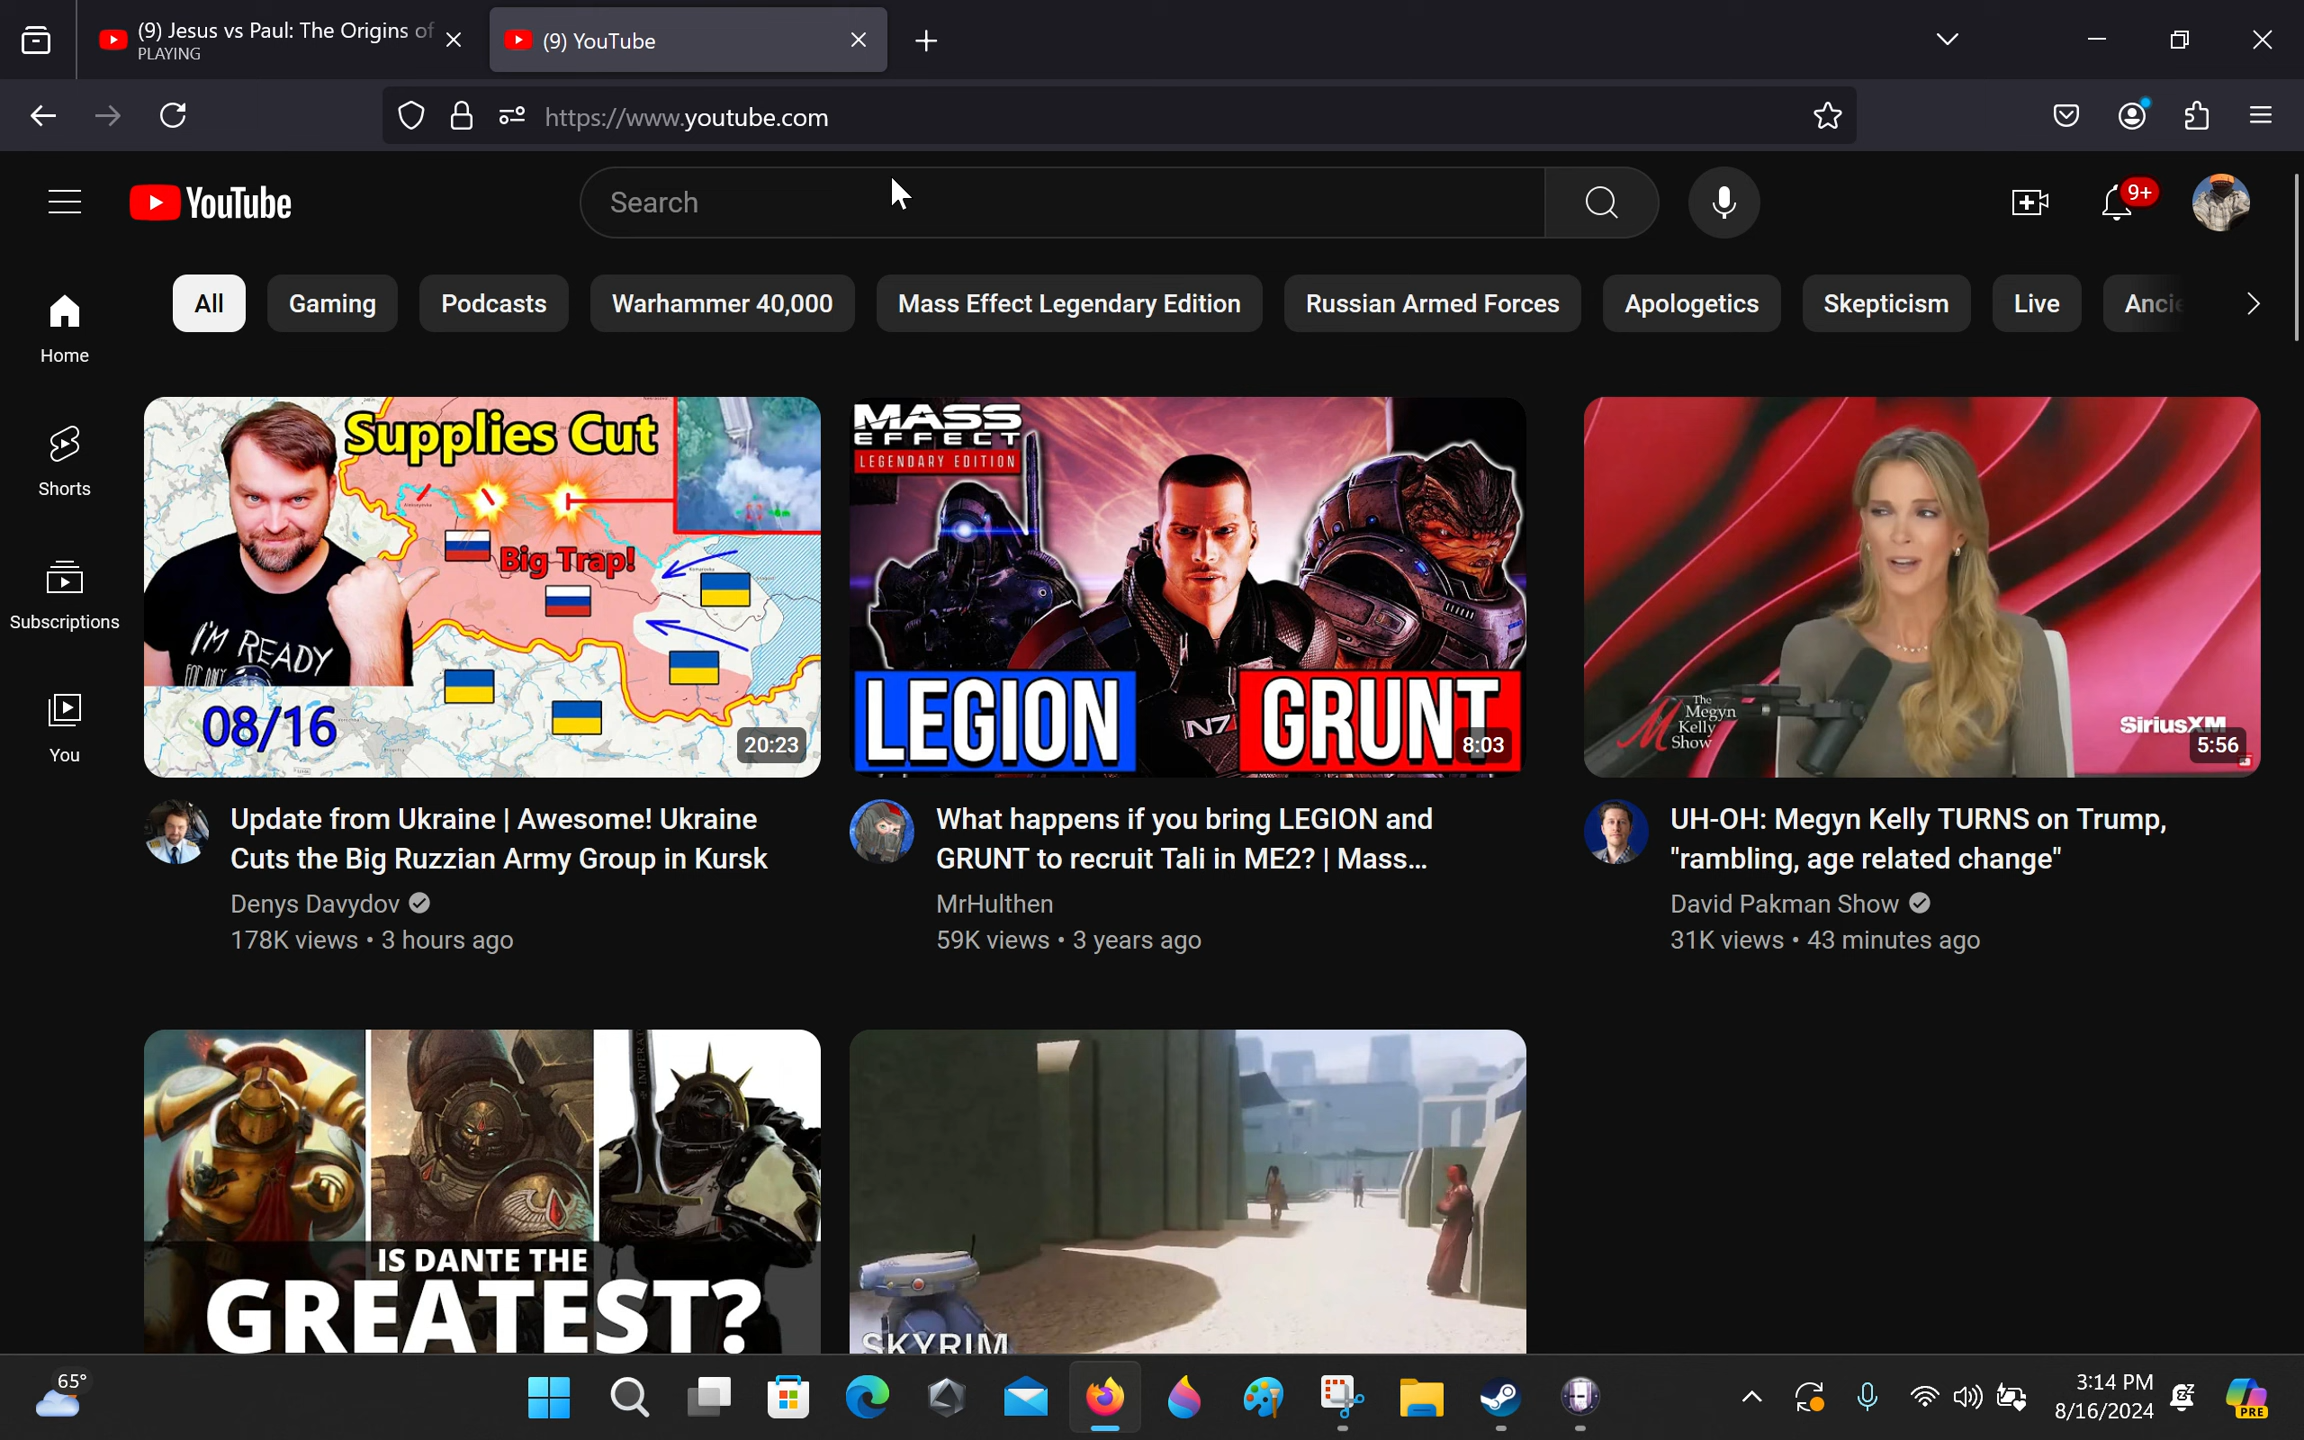 (9) Jesus vs Paul: The Origins of
PLAYING
(9) YouTube
https://www.youtube.com
YouTube
Search
9+
All
Gaming
Podcasts
Warhammer 40,000
Mass Effect Legendary Edition
Russian Armed Forces
Apologetics
Skepticism
Live
Ancie
Home
Shorts
Subscriptions
You
Supplies Cut
Big Trap!
I'M READY
FOR ANY
08/16
20:23
Update from Ukraine | Awesome! Ukraine
Cuts the Big Ruzzian Army Group in Kursk
Denys Davydov
178K views • 3 hours ago
MASS
EFFECT
LEGENDARY EDITION
LEGION
N7
GRUNT
8:03
What happens if you bring LEGION and
GRUNT to recruit Tali in ME2? | Mass...
MrHulthen
59K views • 3 years ago
The
Megyn
Kelly
Show
SiriusXM
5:56
UH-OH: Megyn Kelly TURNS on Trump,
"rambling, age related change"
David Pakman Show
31K views • 43 minutes ago
IS DANTE THE
GREATEST?
SKYRIM
65°
3:14 PM
8/16/2024
PRE